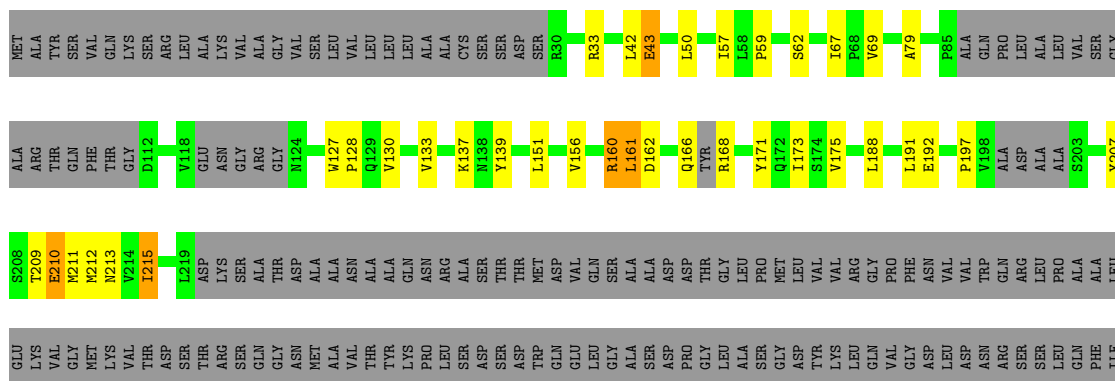 MET ALA TYR SER VAL GLN LYS SER ARG LEU ALA LYS VAL ALA GLY VAL SER LEU VAL LEU LEU LEU ALA ALA CYS SER SER ASP SER R30 R33 L42 E43 L50 I57 L58 P59 S62 I67 P68 V69 A79 P85 ALA GLN PRO LEU ALA LEU VAL SER GLY
ALA ARG THR GLN PHE THR GLY D112 V118 GLU ASN GLY ARG GLY N124 W127 P128 Q129 V130 V133 K137 N138 Y139 L151 V156 R160 L161 D162 Q166 TYR R168 Y171 Q172 I173 S174 V175 L188 L191 E192 P197 V198 ALA ASP ALA ALA S203 Y207
S208 T209 E210 M211 M212 N213 V214 I215 L219 ASP LYS SER ALA THR ASP ALA ALA ASN ALA ALA GLN ASN ARG ALA SER THR THR MET ASP VAL GLN SER ALA ALA ASP ASP THR GLY LEU PRO MET LEU VAL VAL ARG GLY PRO PHE ASN VAL VAL TRP GLN ARG LEU PRO ALA ALA LEU
GLU LYS VAL GLY MET LYS VAL THR ASP SER THR ARG SER GLN GLY ASN MET ALA VAL THR TYR LYS PRO LEU SER ASP SER ASP TRP GLN GLU LEU GLY ALA SER ASP PRO GLY LEU ALA SER GLY ASP TYR LYS LEU GLN VAL GLY ASP LEU ASP ASN ARG SER SER LEU GLN PHE ILE